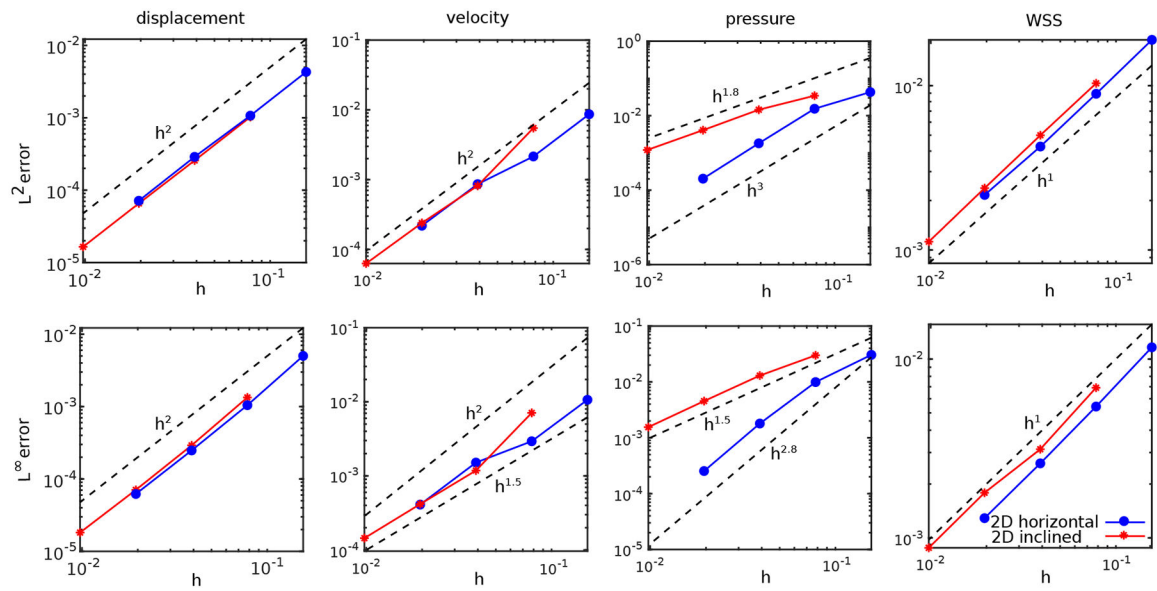 displacement
velocity
pressure
WSS
L² error
10⁻²
10⁻³
10⁻⁴
10⁻⁵
h²
10⁻²
10⁻¹
h
10⁻¹
10⁻²
10⁻³
10⁻⁴
h²
10⁻²
10⁻¹
h
10⁰
10⁻²
10⁻⁴
10⁻⁶
h¹·⁸
h³
10⁻²
10⁻¹
h
10⁻²
10⁻³
h¹
10⁻²
10⁻¹
h
L∞ error
10⁻²
10⁻³
10⁻⁴
10⁻⁵
h²
10⁻²
10⁻¹
h
10⁻¹
10⁻²
10⁻³
10⁻⁴
h²
h¹·⁵
10⁻²
10⁻¹
h
10⁻¹
10⁻²
10⁻³
10⁻⁴
10⁻⁵
h¹·⁵
h²·⁸
10⁻²
10⁻¹
h
10⁻²
10⁻³
h¹
2D horizontal
2D inclined
10⁻²
10⁻¹
h